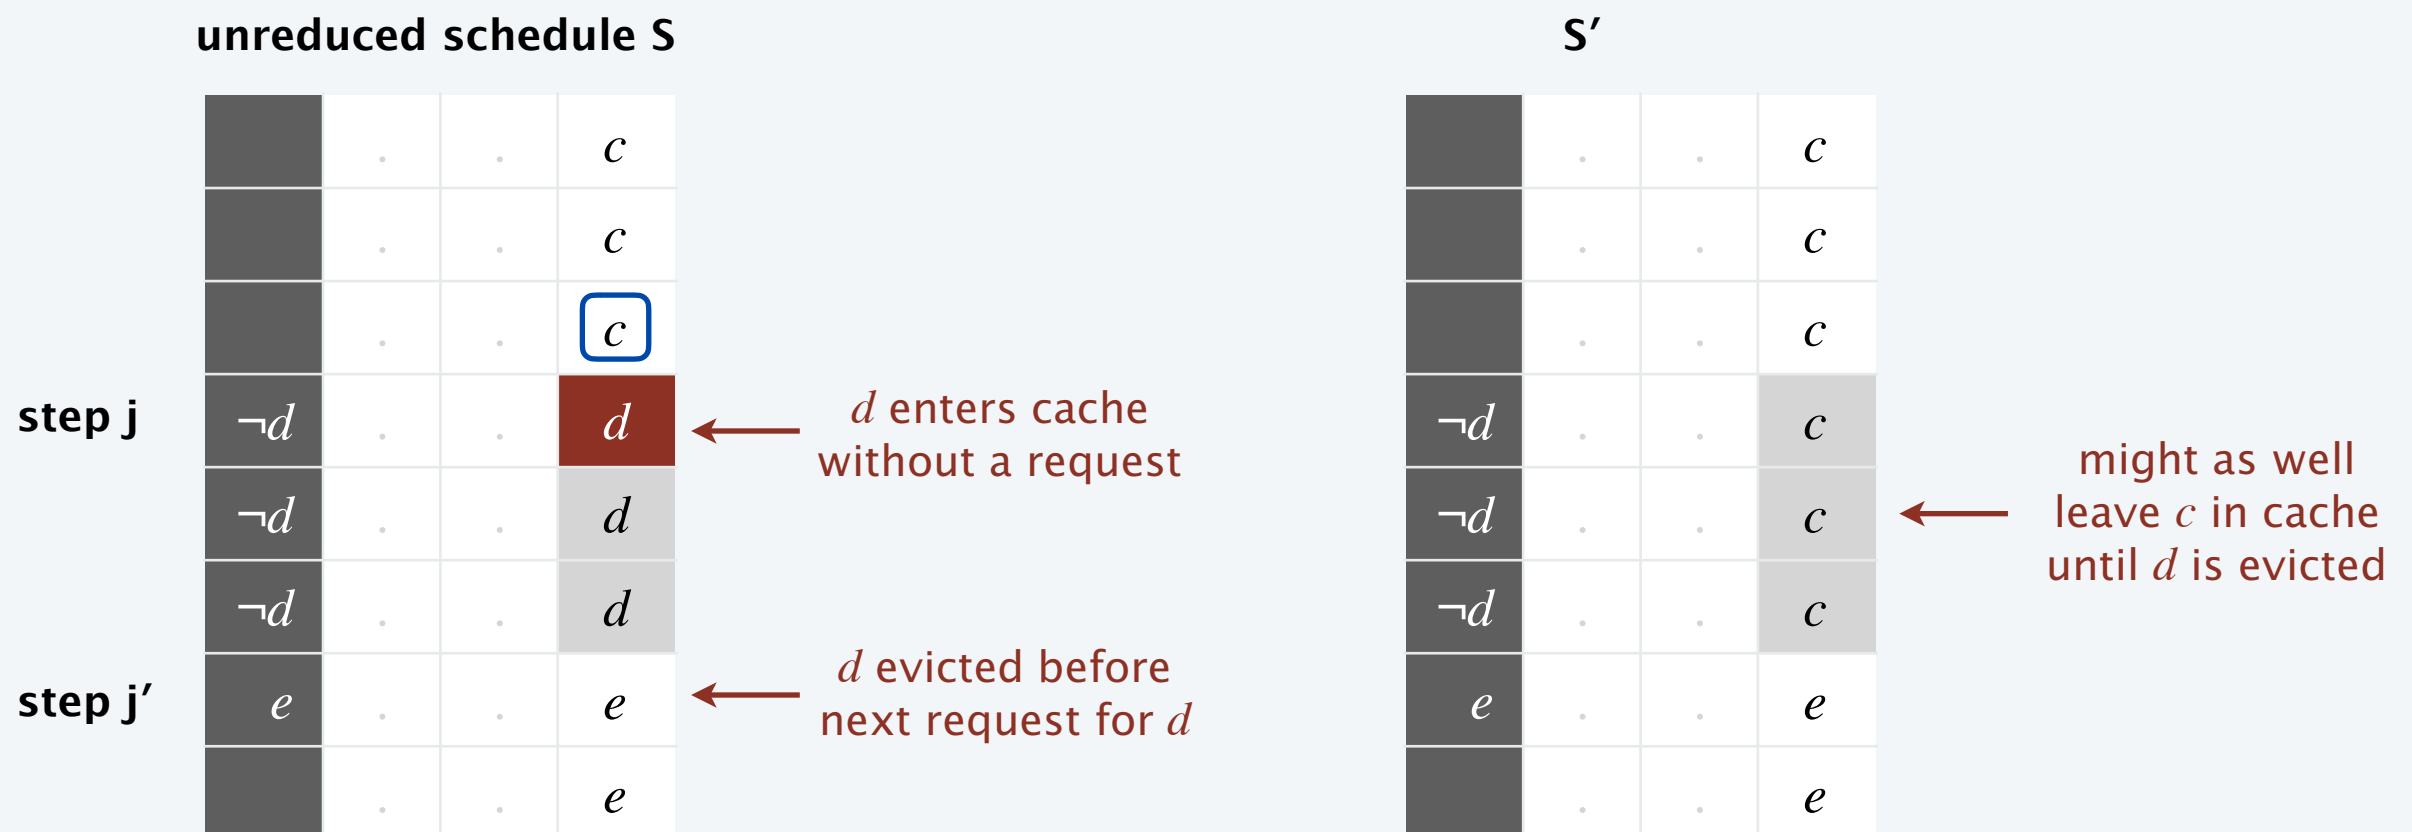 unreduced schedule S
S′
. . c
. . c
. . c
. . c
. . c
. . c
step j ¬d . . d
d enters cache
without a request
¬d . . c
¬d . . d
¬d . . c
might as well
leave c in cache
until d is evicted
¬d . . d
¬d . . c
step j′ e . . e
d evicted before
next request for d
e . . e
. . e
. . e